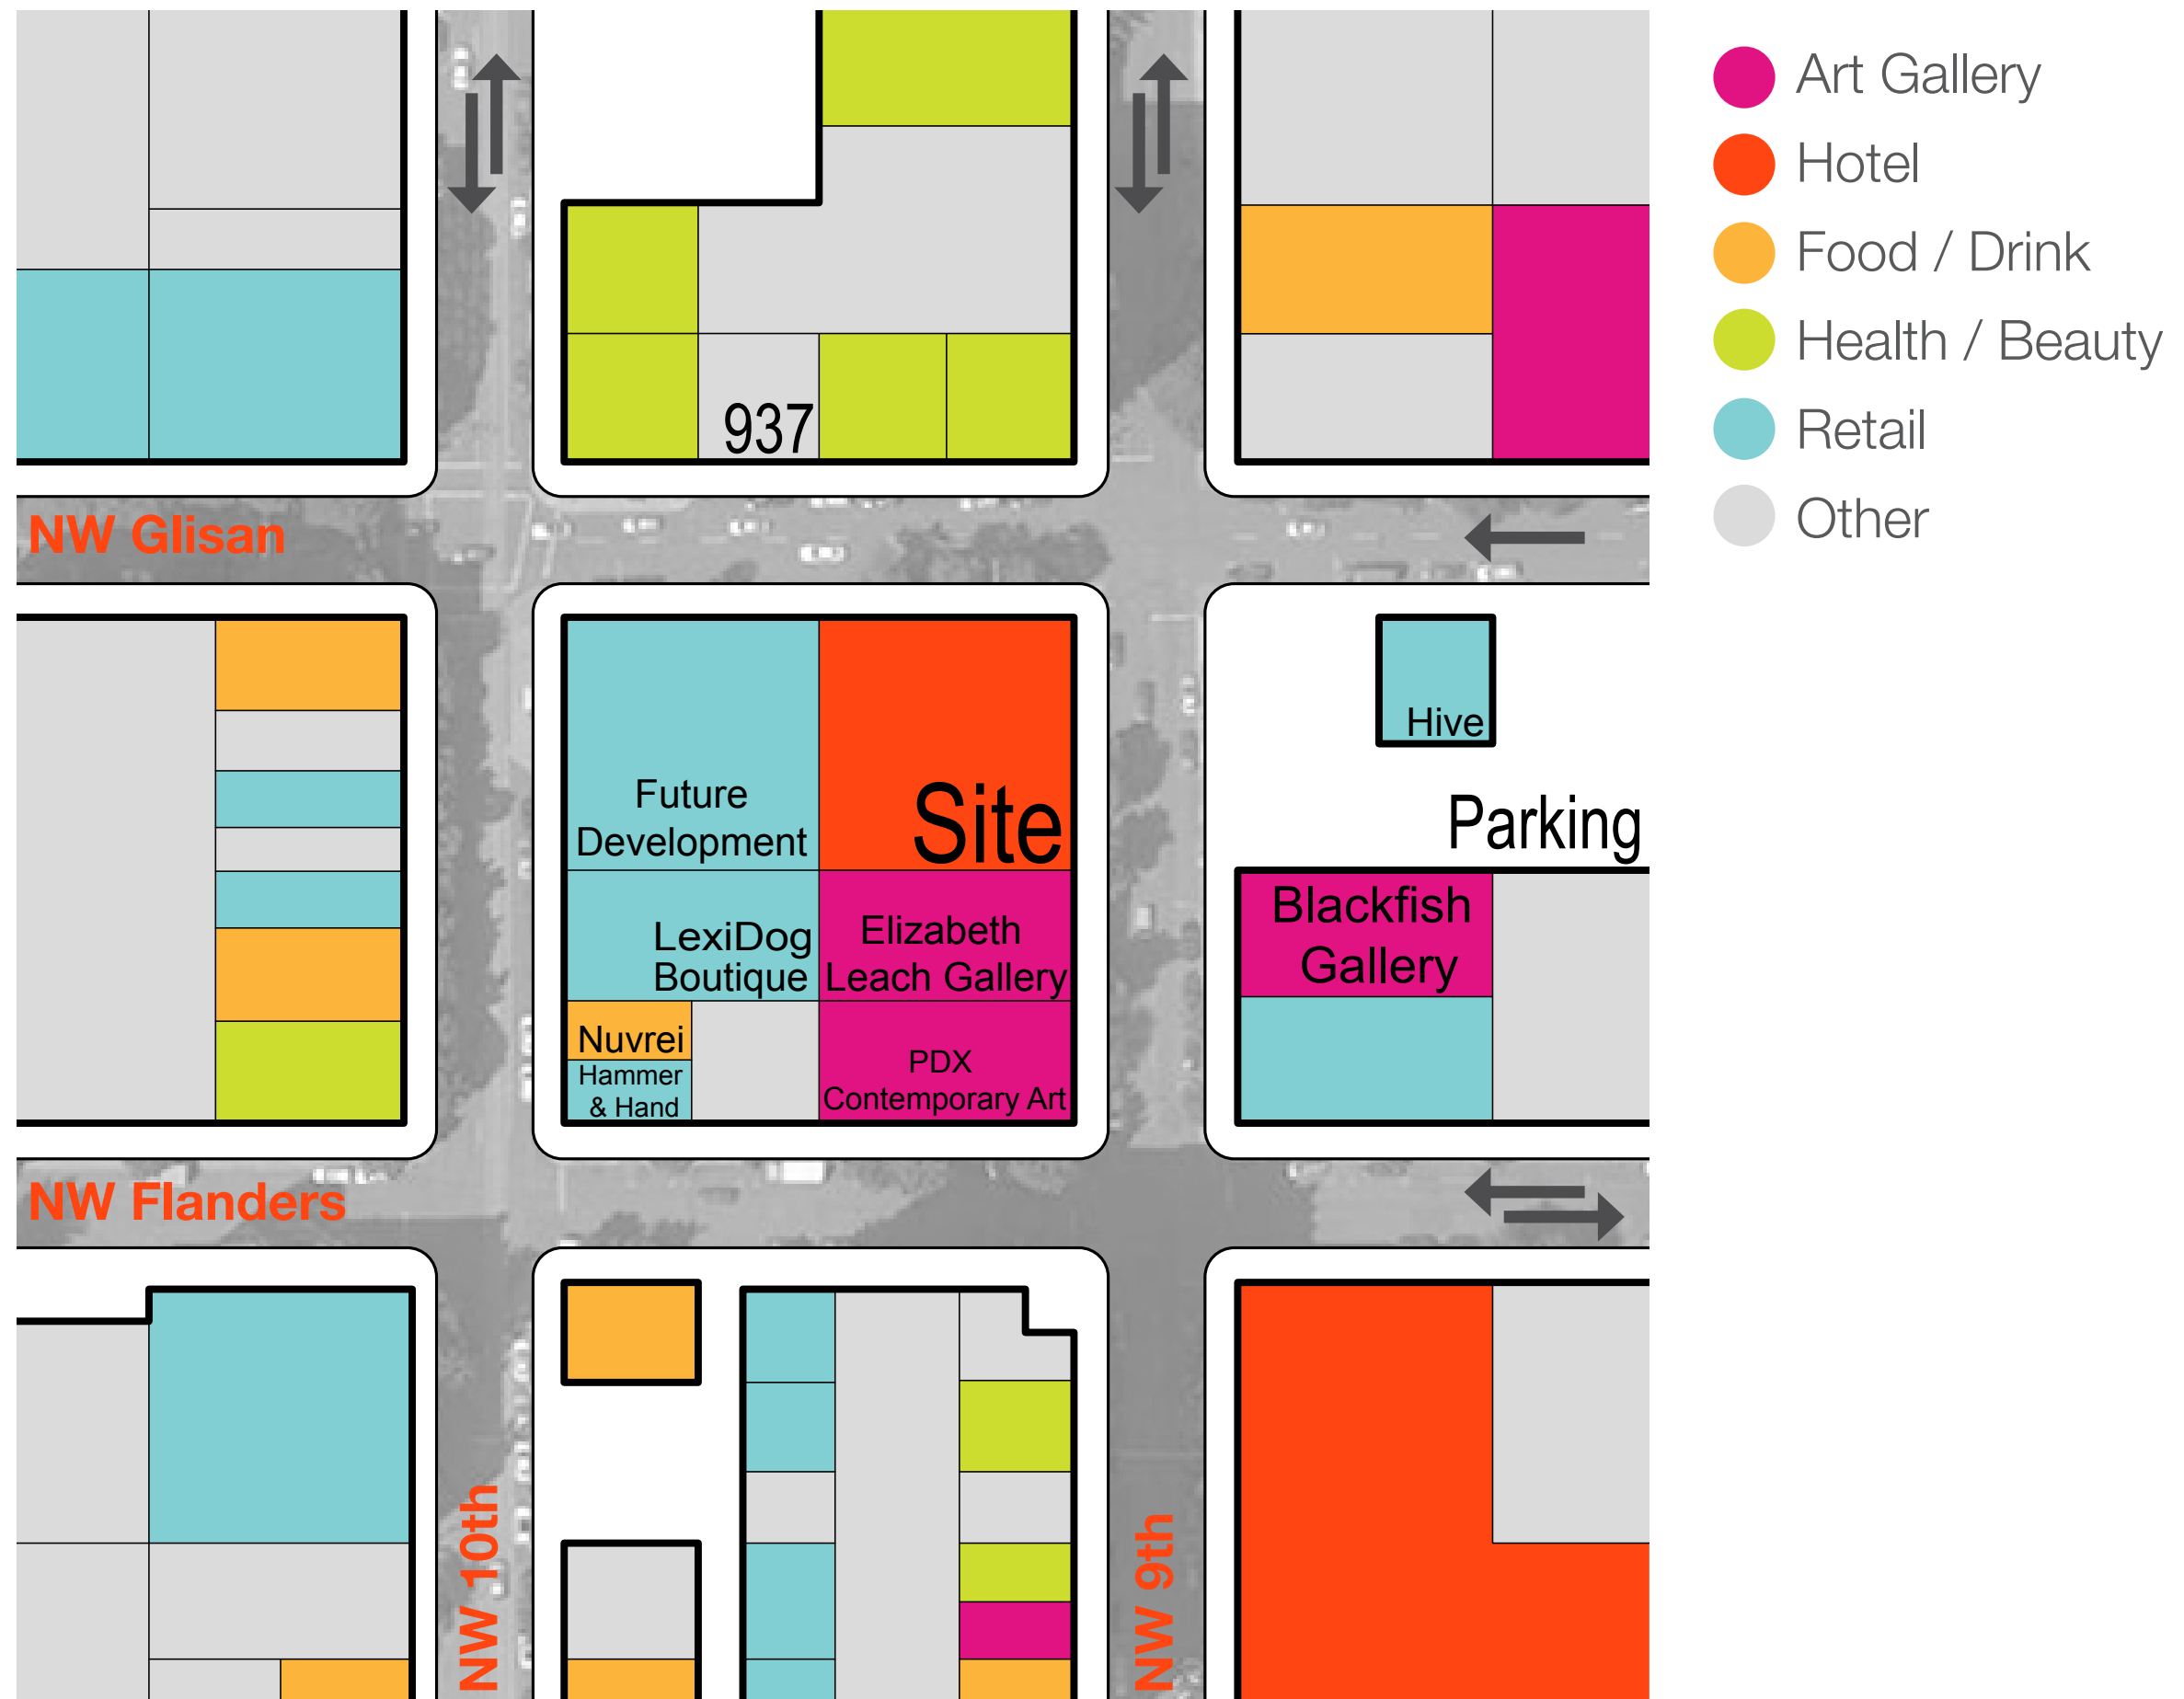 Art Gallery
Hotel
Food / Drink
Health / Beauty
Retail
Other
937
NW Glisan
Hive
Future
Development
Site
Parking
LexiDog
Boutique
Elizabeth
Leach Gallery
Blackfish
Gallery
Nuvrei
Hammer
& Hand
PDX
Contemporary Art
NW Flanders
NW 10th
NW 9th